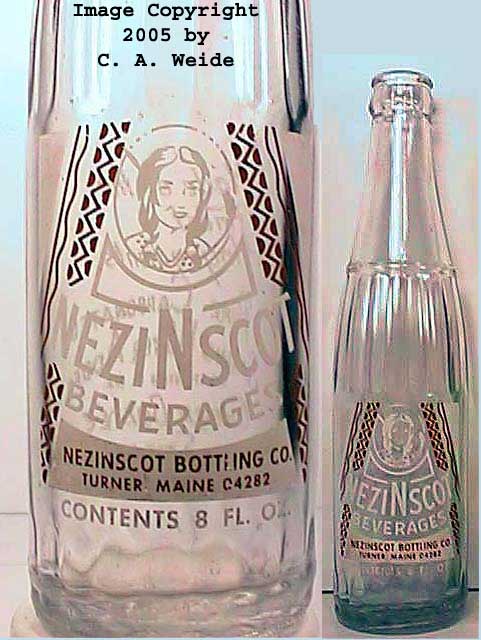 Image Copyright
2005 by
C. A. Weide
NEZINSCOT
BEVERAGES
NEZINSCOT BOTTLING CO.
TURNER, MAINE 04282
CONTENTS 8 FL. OZ.
NEZINSCOT
BEVERAGES
NEZINSCOT BOTTLING CO.
TURNER, MAINE 04282